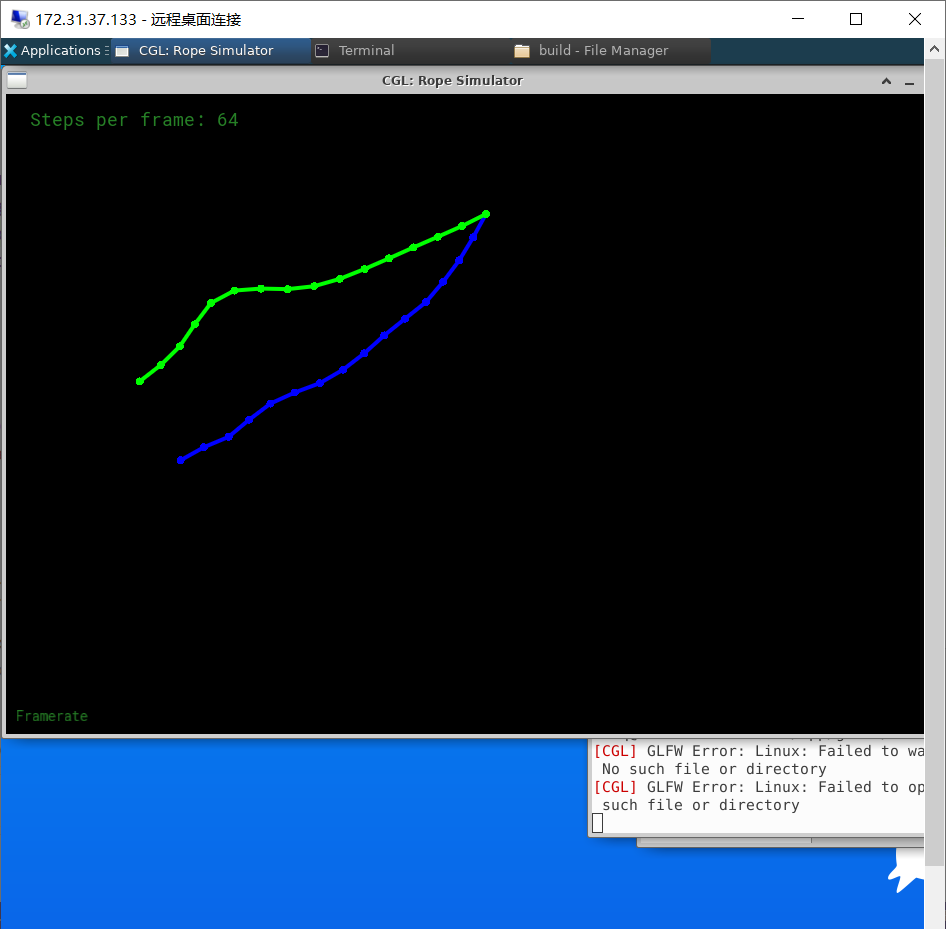 172.31.37.133 - 远程桌面连接
Applications CGL: Rope Simulator Terminal build - File Manager
CGL: Rope Simulator
Steps per frame: 64
Framerate
[CGL] GLFW Error: Linux: Failed to wa
No such file or directory
[CGL] GLFW Error: Linux: Failed to op
such file or directory